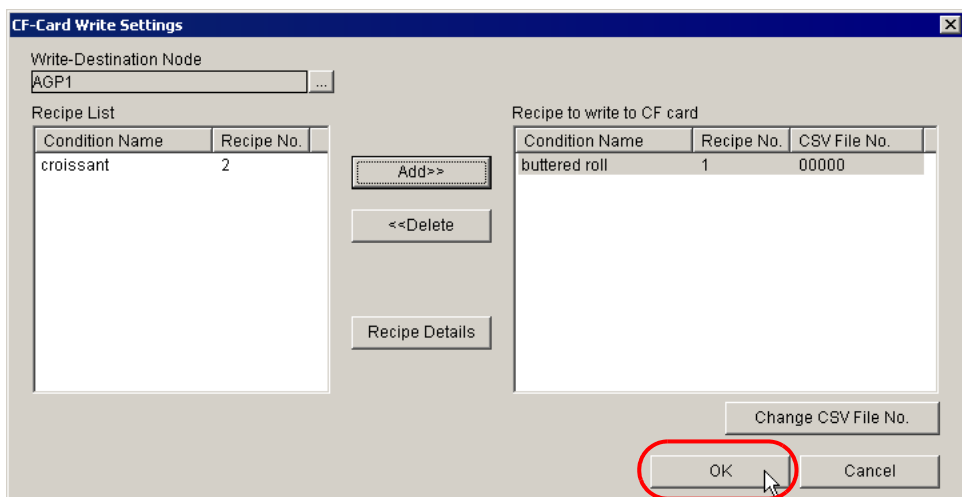 CF-Card Write Settings
Write-Destination Node
AGP1 ...
Recipe List
Condition Name Recipe No.
croissant 2
Add>>
<<Delete
Recipe Details
Recipe to write to CF card
Condition Name Recipe No. CSV File No.
buttered roll 1 00000
Change CSV File No.
OK Cancel